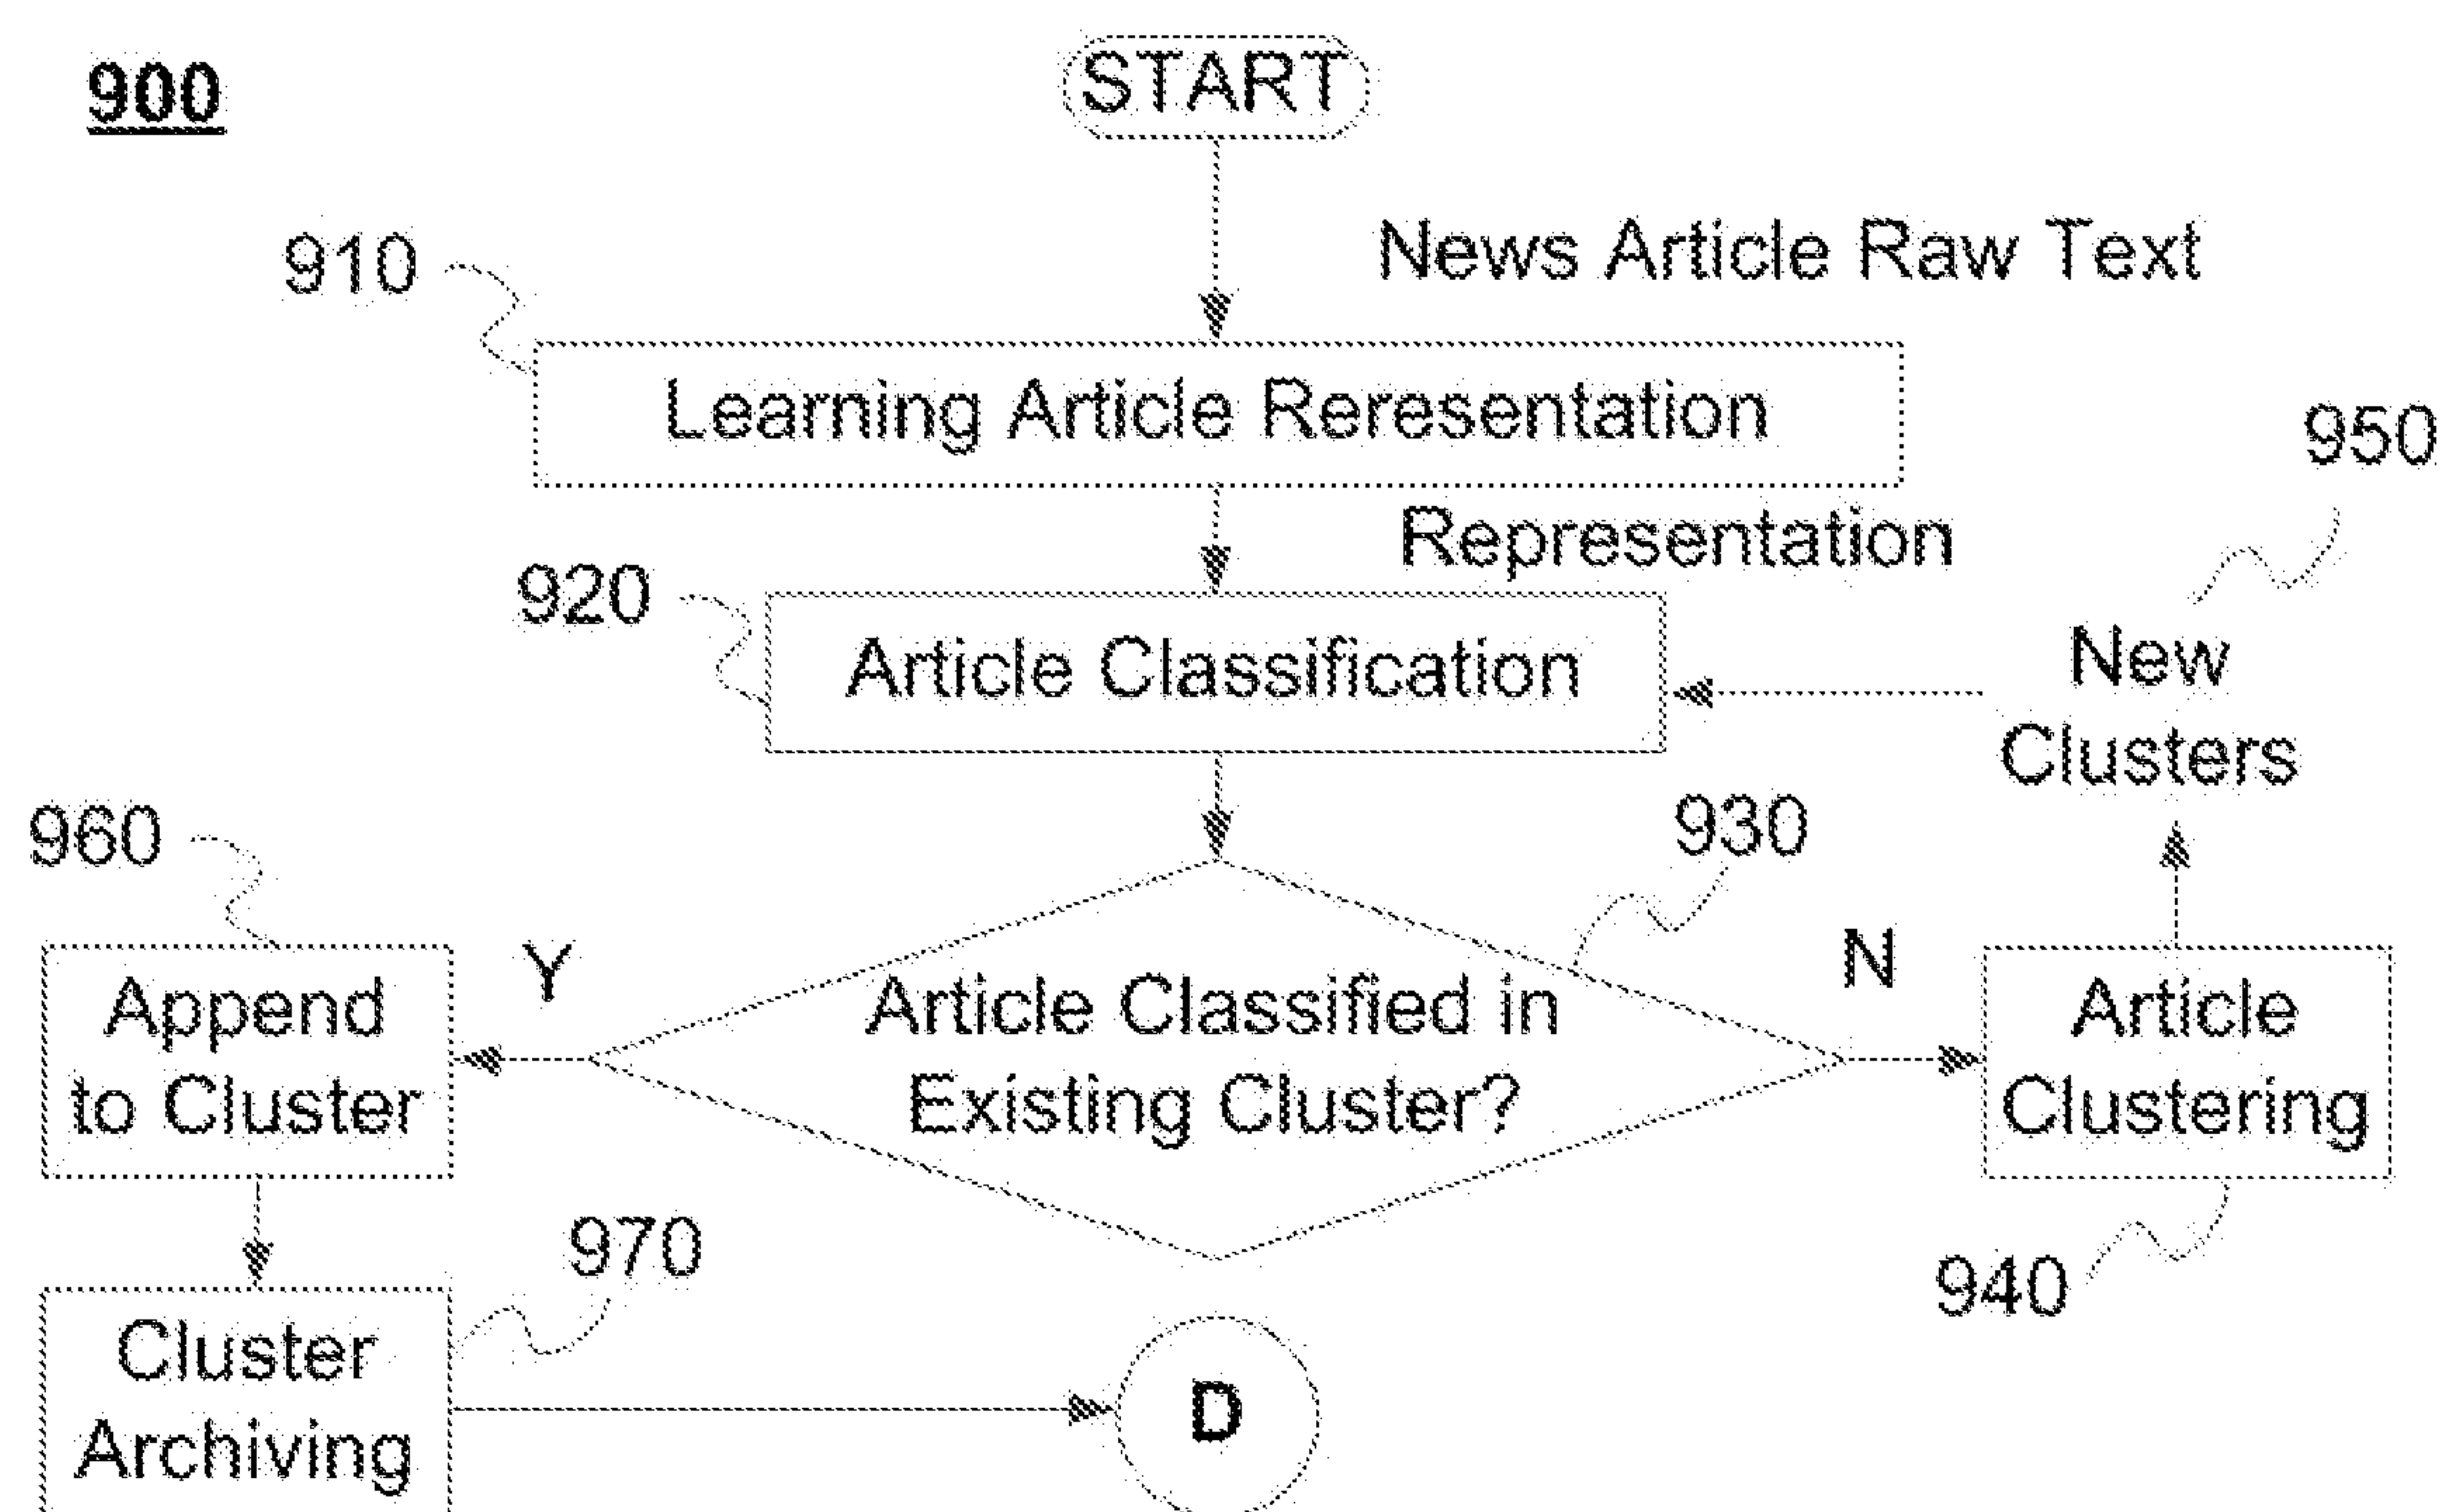 900
START
News Article Raw Text
910
Learning Article Reresentation
950
Representation
920
Article Classification
New
Clusters
930
960
Y
N
Append
to Cluster
Article Classified in
Existing Cluster?
Article
Clustering
970
940
Cluster
Archiving
D